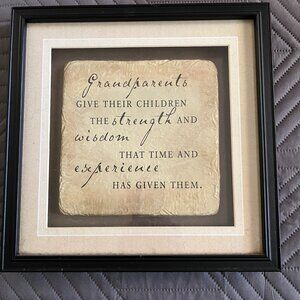 Grandparents
GIVE THEIR CHILDREN
THE strength AND
wisdom
THAT TIME AND
experience
HAS GIVEN THEM.